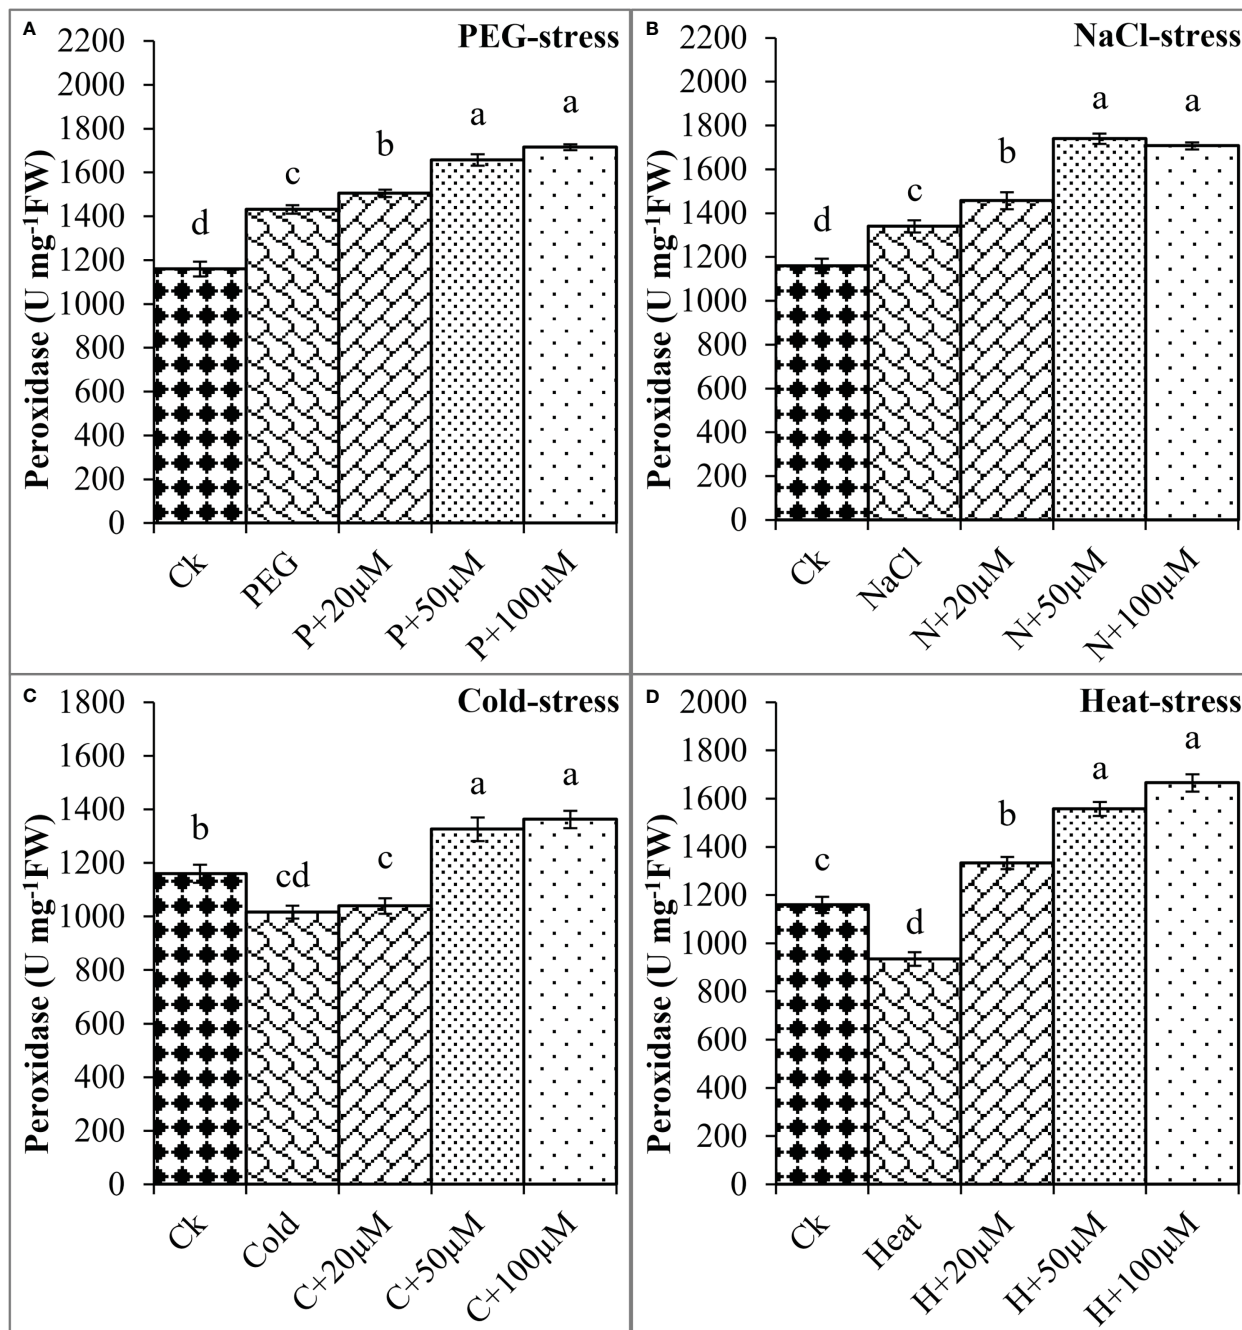 A
PEG-stress
Peroxidase (U mg⁻¹FW)
2200
2000
1800
1600
1400
1200
1000
800
600
400
200
0
d
c
b
a
a
Ck
PEG
P+20µM
P+50µM
P+100µM
B
NaCl-stress
Peroxidase (U mg⁻¹FW)
2200
2000
1800
1600
1400
1200
1000
800
600
400
200
0
d
c
b
a
a
Ck
NaCl
N+20µM
N+50µM
N+100µM
C
Cold-stress
Peroxidase (U mg⁻¹FW)
1800
1600
1400
1200
1000
800
600
400
200
0
b
cd
c
a
a
Ck
Cold
C+20µM
C+50µM
C+100µM
D
Heat-stress
Peroxidase (U mg⁻¹FW)
2000
1800
1600
1400
1200
1000
800
600
400
200
0
c
d
b
a
a
Ck
Heat
H+20µM
H+50µM
H+100µM